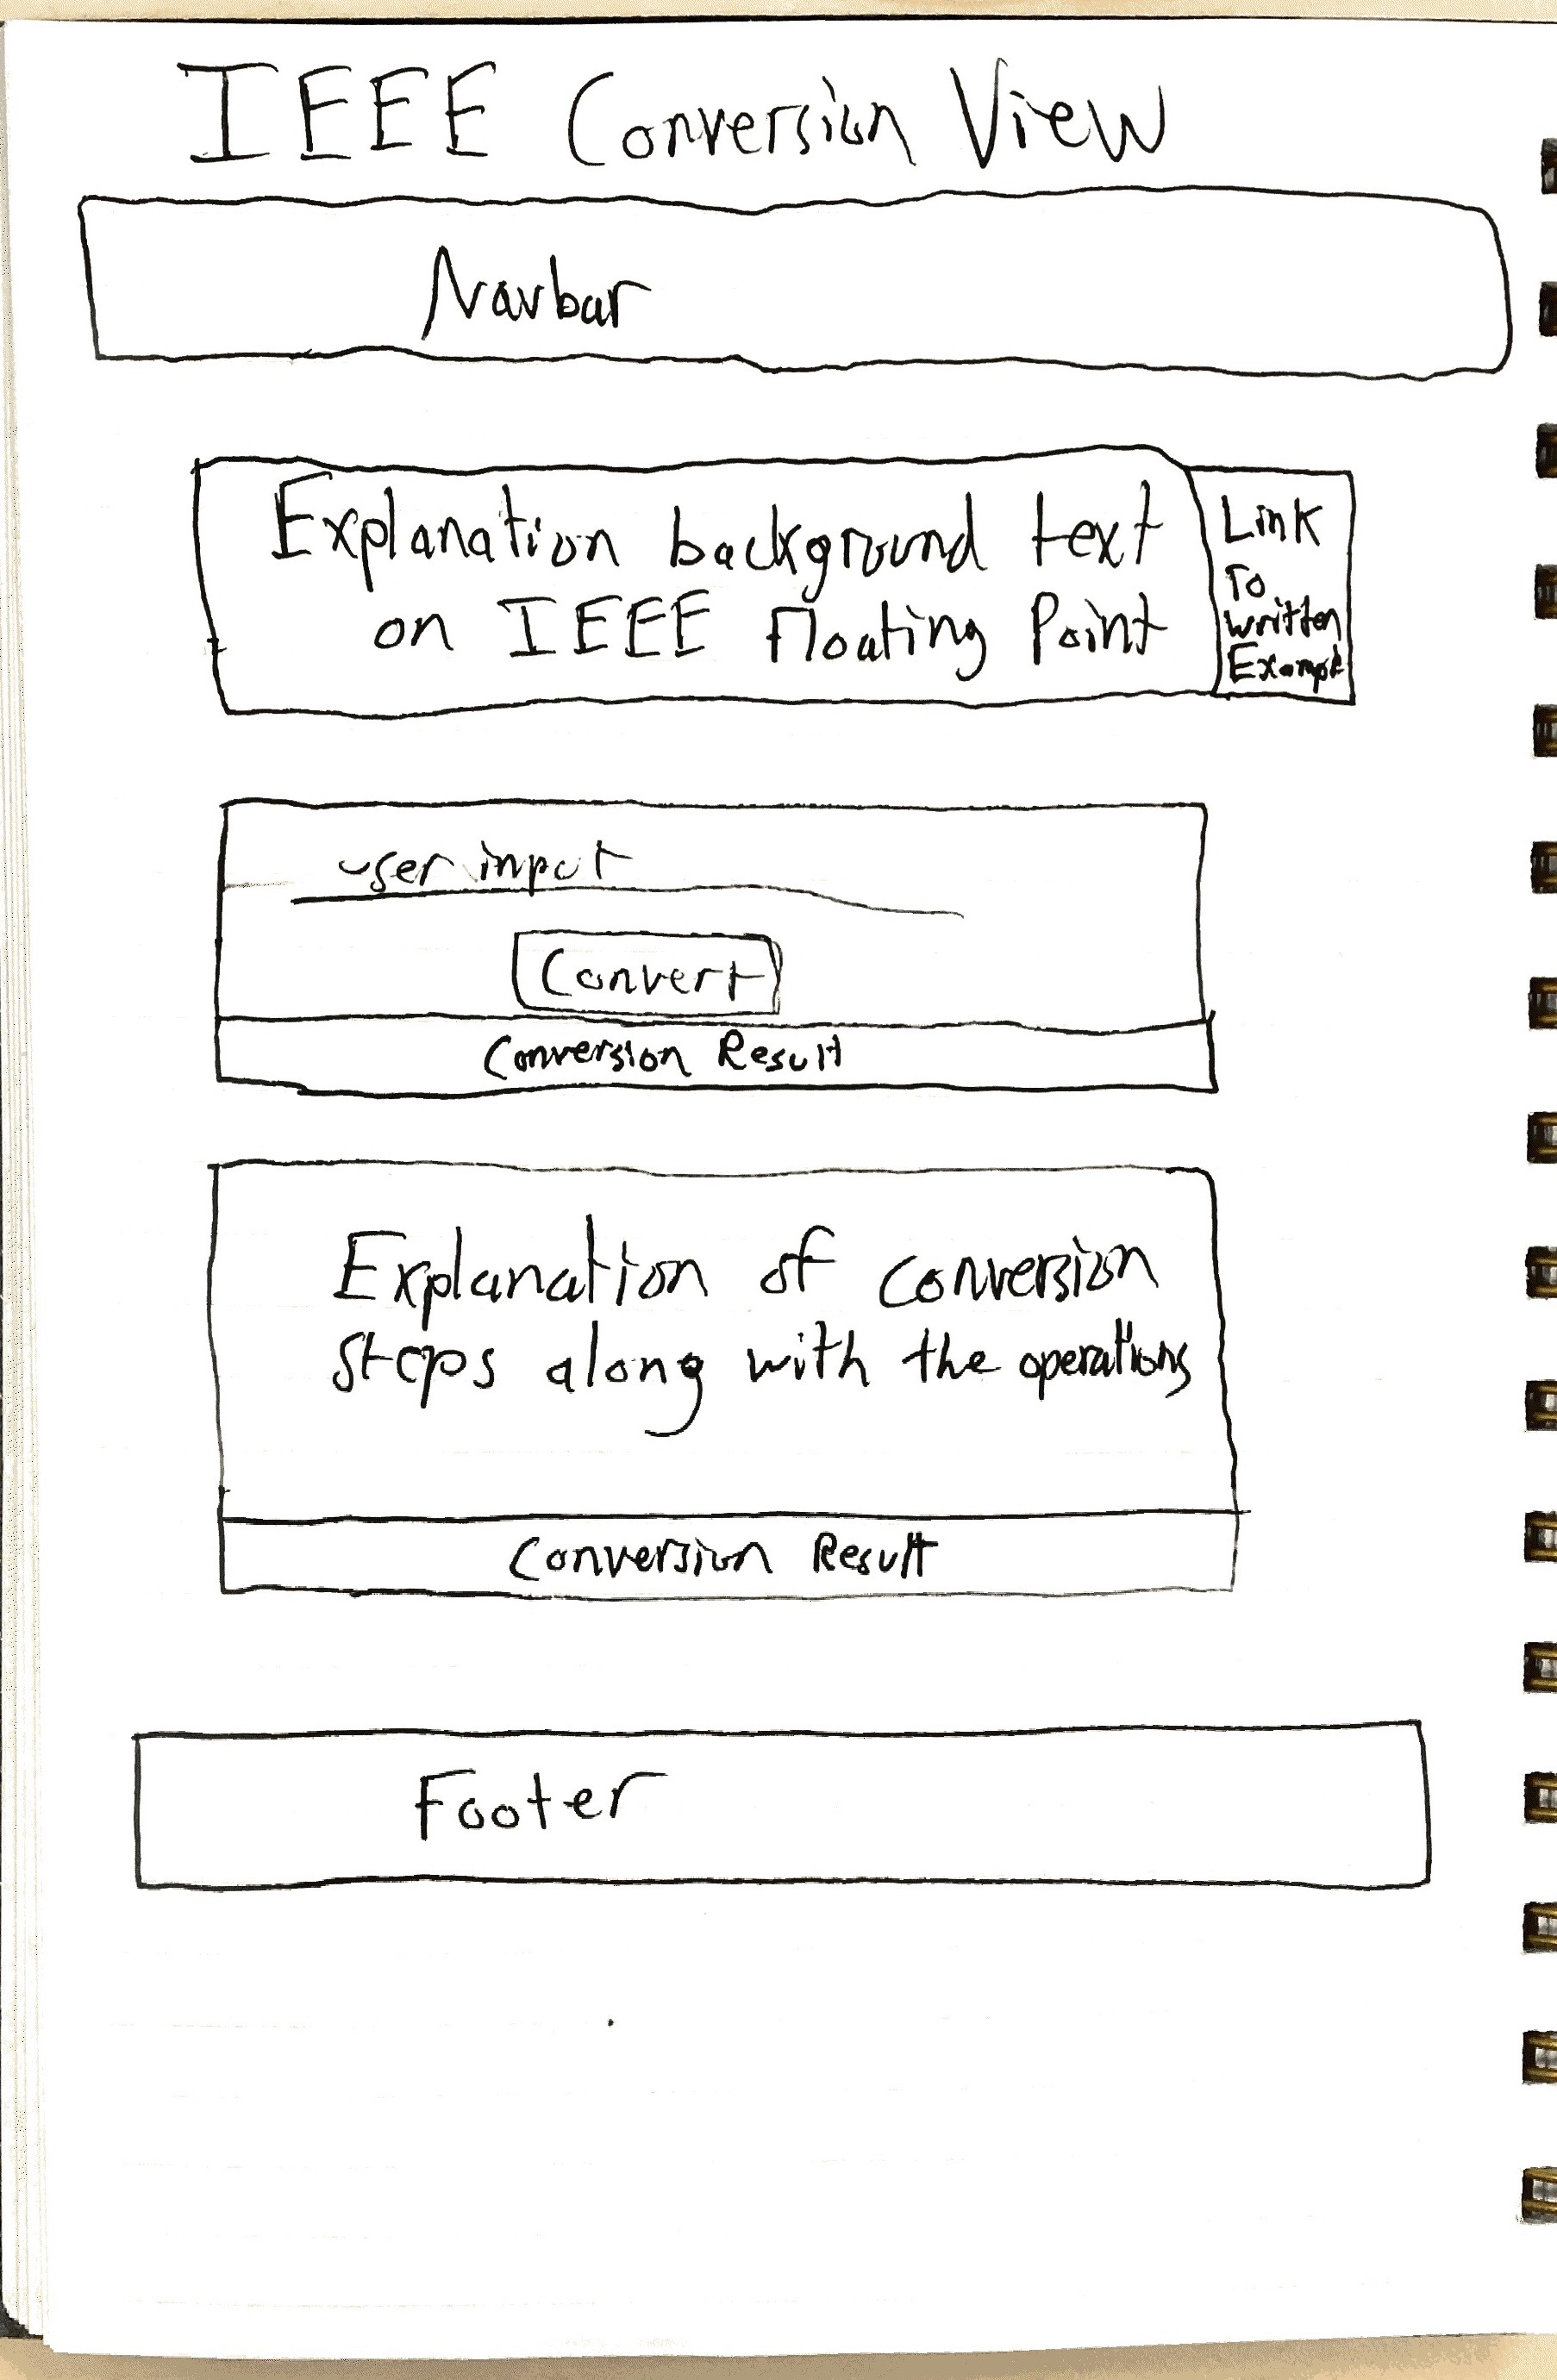 IEEE Conversion View
Navbar
Explanation background text
on IEEE Floating Point
Link
To
written
Example
user input
Convert
Conversion Result
Explanation of conversion
steps along with the operations
Conversion Result
Footer